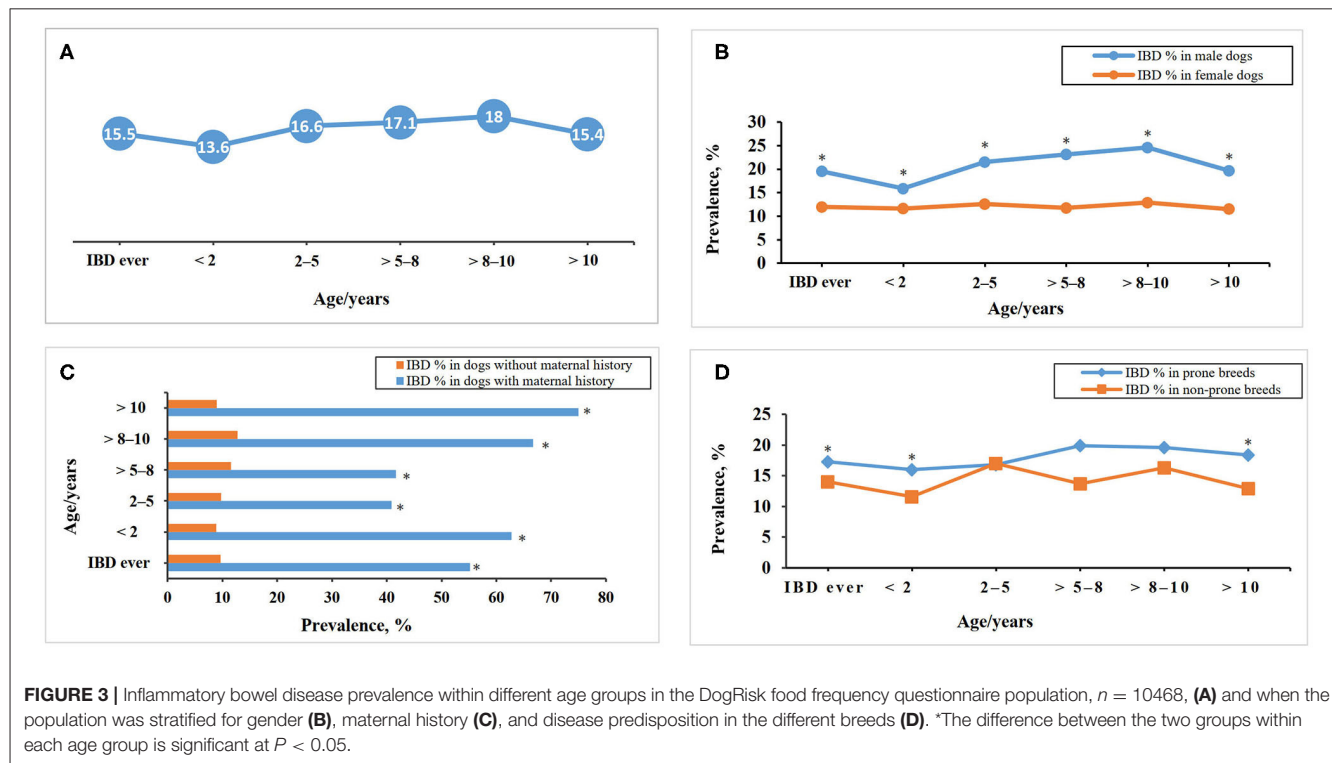 A
15.5
13.6
16.6
17.1
18
15.4
IBD ever
< 2
2–5
> 5–8
> 8–10
> 10
Age/years
B
IBD % in male dogs
IBD % in female dogs
Prevalence, %
30
25
20
15
10
5
0
*
*
*
*
*
*
IBD ever
< 2
2–5
> 5–8
> 8–10
> 10
Age/years
C
IBD % in dogs without maternal history
IBD % in dogs with maternal history
Age/years
> 10
*
> 8–10
*
> 5–8
*
2–5
*
< 2
*
IBD ever
*
0
10
20
30
40
50
60
70
80
Prevalence, %
D
IBD % in prone breeds
IBD % in non-prone breeds
Prevalence, %
25
20
15
10
5
0
*
*
*
IBD ever
< 2
2–5
> 5–8
> 8–10
> 10
Age/years
FIGURE 3 | Inflammatory bowel disease prevalence within different age groups in the DogRisk food frequency questionnaire population, n = 10468, (A) and when the
population was stratified for gender (B), maternal history (C), and disease predisposition in the different breeds (D). *The difference between the two groups within
each age group is significant at P < 0.05.